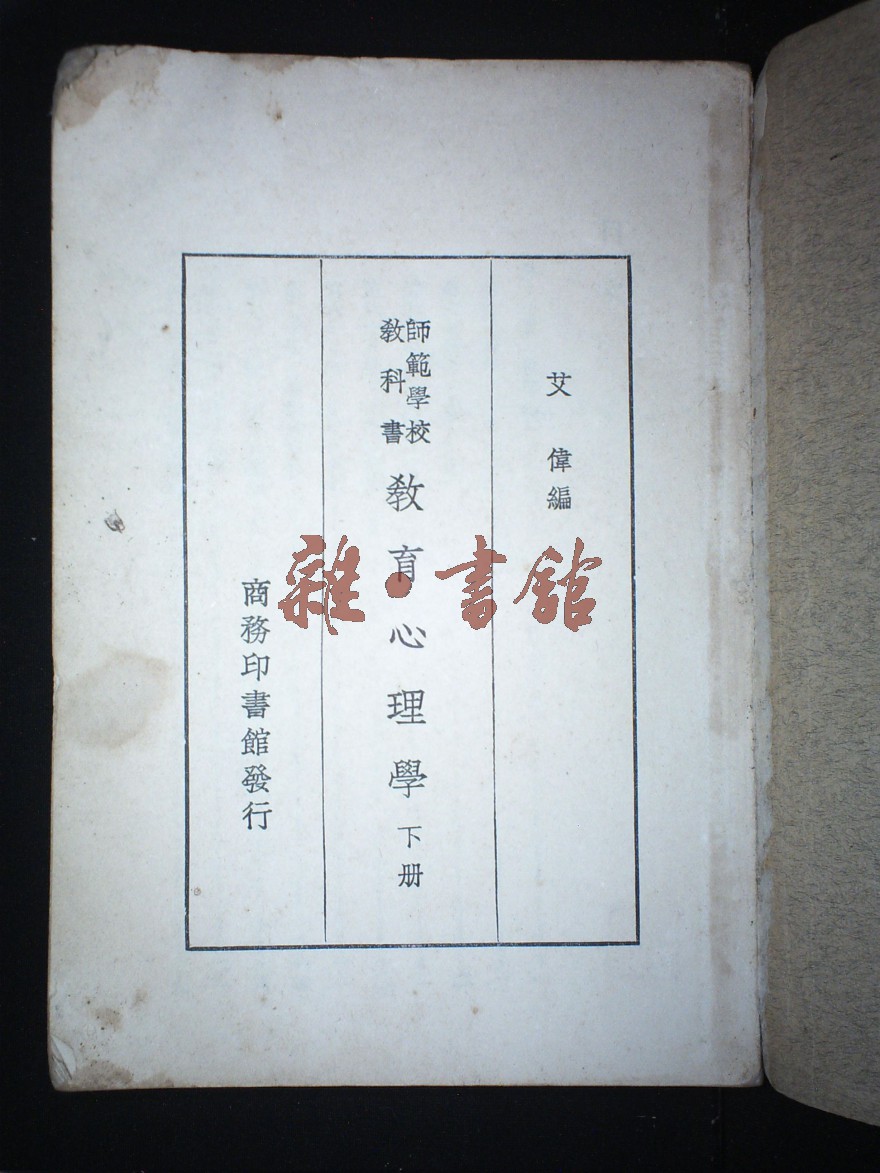 艾偉編
師範學校
教科書
教育心理學下册
商務印書館發行
雜·書館